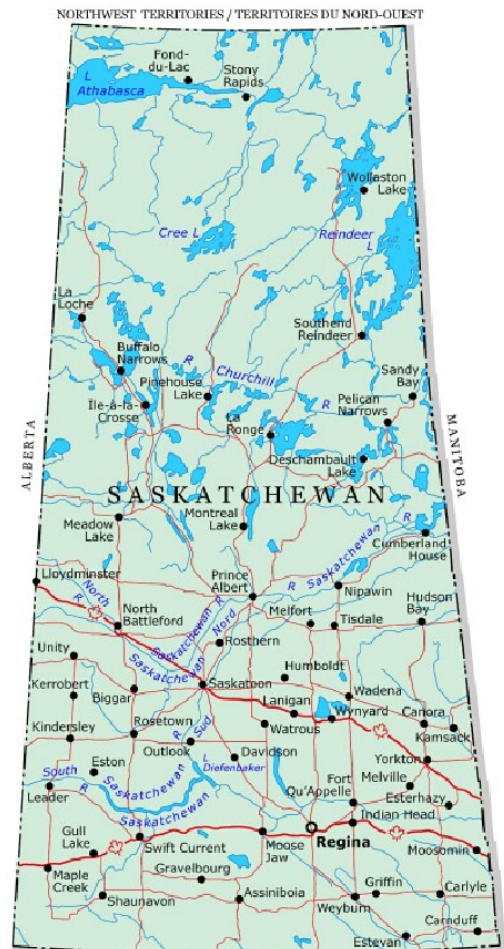 NORTHWEST TERRITORIES / TERRITOIRES DU NORD-OUEST
Fond-
du-Lac
Stony
Rapids
L
Athabasca
Wollaston
Lake
Cree L
Reindeer
L
La
Loche
Southend
Reindeer
Buffalo
Narrows
R
Churchill
R
Pinehouse
Lake
Sandy
Bay
Île-à-la-
Crosse
Pelican
Narrows
La
Ronge
Deschambault
Lake
ALBERTA
MANITOBA
SASKATCHEWAN
Meadow
Lake
Montreal
Lake
R
Saskatchewan
R
Cumberland
House
Lloydminster
North
R
Prince
Albert
Nipawin
Hudson
Bay
North
Battleford
Saskatchewan
R
Nord
Melfort
Tisdale
Rosthern
Unity
Saskatchewan
Humboldt
Kerrobert
Saskatoon
Biggar
Lanigan
Wadena
Wynyard
Canora
Kamsack
Rosetown
Watrous
Kindersley
Outlook
R
Sud
Davidson
Yorkton
Eston
L
Diefenbaker
South
R
Saskatchewan
Saskatchewan
Leader
Fort
Qu'Appelle
Melville
Esterhazy
Indian Head
Gull
Lake
Swift Current
Moose
Jaw
Regina
Moosomin
Maple
Creek
Gravelbourg
Shaunavon
Assiniboia
Griffin
Carlyle
Weyburn
Carnduff
Estevan